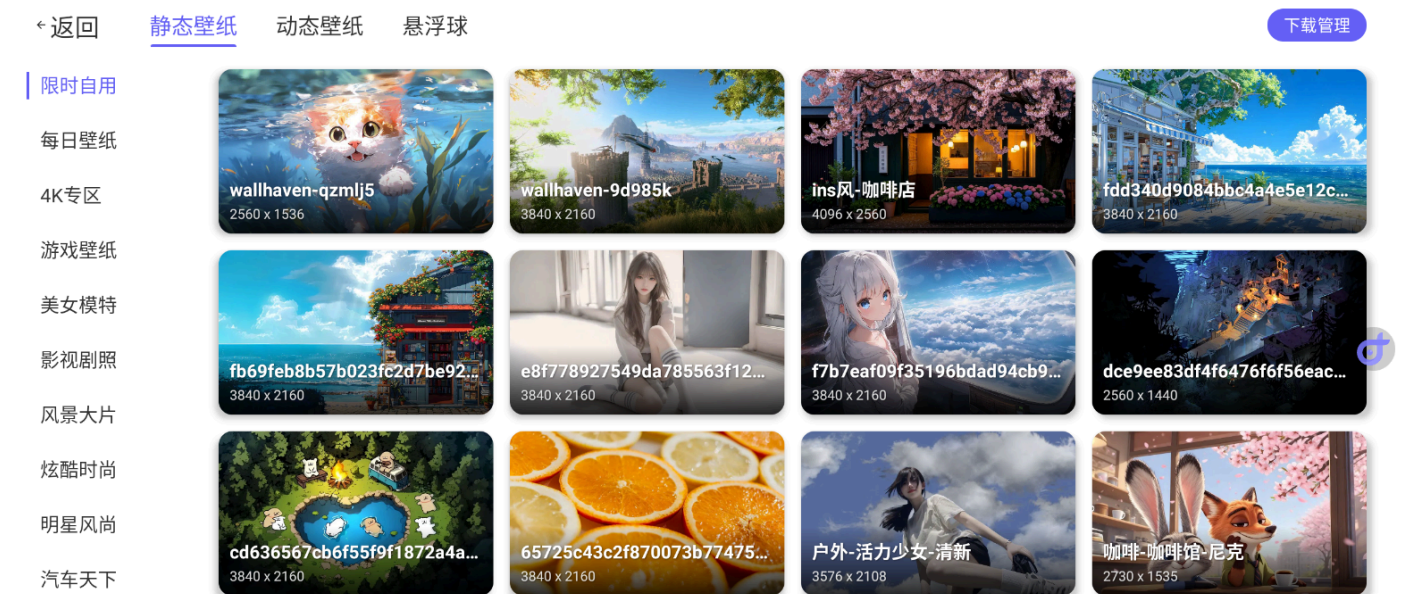 返回
静态壁纸
动态壁纸
悬浮球
下载管理
限时自用
每日壁纸
4K专区
游戏壁纸
美女模特
影视剧照
风景大片
炫酷时尚
明星风尚
汽车天下
wallhaven-qzmlj5
2560 x 1536
wallhaven-9d985k
3840 x 2160
ins风-咖啡店
4096 x 2560
fdd340d9084bbc4a4e5e12c...
3840 x 2160
fb69feb8b57b023fc2d7be92...
3840 x 2160
e8f778927549da785563f12...
3840 x 2160
f7b7eaf09f35196bdad94cb9...
3840 x 2160
dce9ee83df4f6476f6f56eac...
2560 x 1440
cd636567cb6f55f9f1872a4a...
3840 x 2160
65725c43c2f870073b77475...
3840 x 2160
户外-活力少女-清新
3576 x 2108
咖啡-咖啡馆-尼克
2730 x 1535